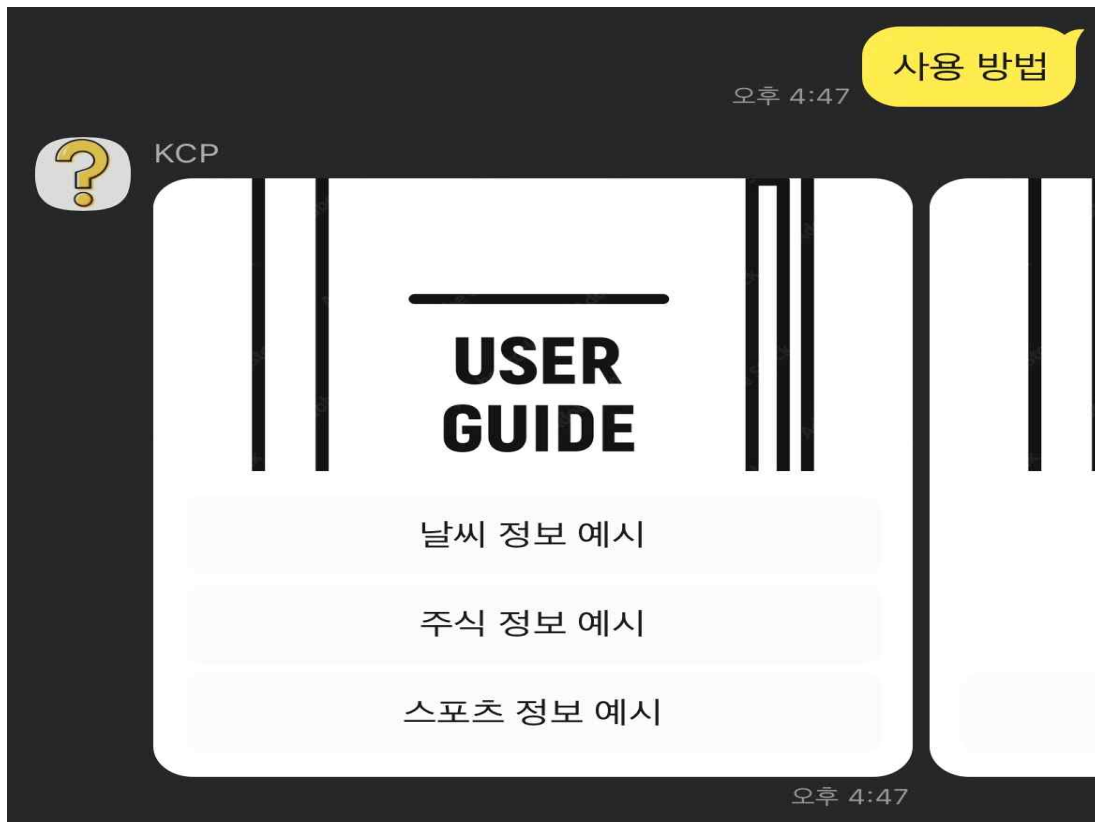 사용 방법
오후 4:47
KCP
USER
GUIDE
날씨 정보 예시
주식 정보 예시
스포츠 정보 예시
오후 4:47